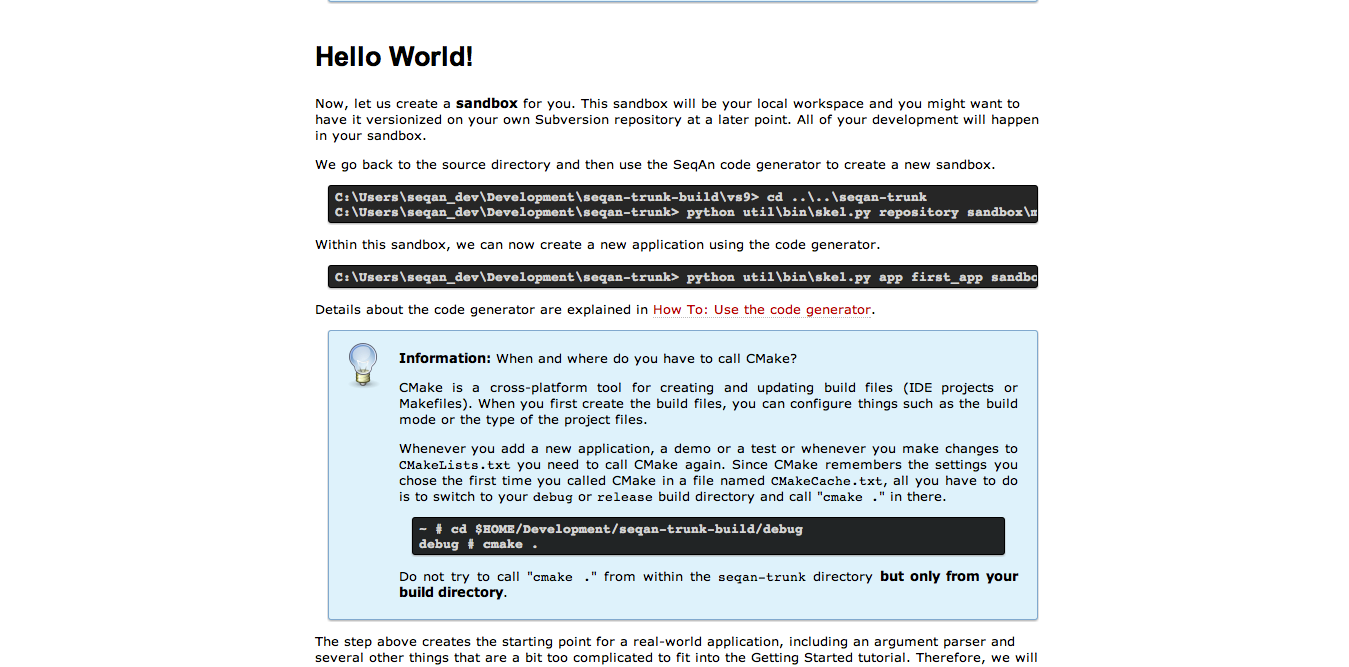 Hello World!
Now, let us create a sandbox for you. This sandbox will be your local workspace and you might want to
have it versionized on your own Subversion repository at a later point. All of your development will happen
in your sandbox.
We go back to the source directory and then use the SeqAn code generator to create a new sandbox.
C:\Users\seqan_dev\Development\seqan-trunk-build\vs9> cd ..\..\seqan-trunk
C:\Users\seqan_dev\Development\seqan-trunk> python util\bin\skel.py repository sandbox\m
Within this sandbox, we can now create a new application using the code generator.
C:\Users\seqan_dev\Development\seqan-trunk> python util\bin\skel.py app first_app sandbo
Details about the code generator are explained in How To: Use the code generator.
Information: When and where do you have to call CMake?
CMake is a cross-platform tool for creating and updating build files (IDE projects or
Makefiles). When you first create the build files, you can configure things such as the build
mode or the type of the project files.
Whenever you add a new application, a demo or a test or whenever you make changes to
CMakeLists.txt you need to call CMake again. Since CMake remembers the settings you
chose the first time you called CMake in a file named CMakeCache.txt, all you have to do
is to switch to your debug or release build directory and call "cmake ." in there.
~ # cd $HOME/Development/seqan-trunk-build/debug
debug # cmake .
Do not try to call "cmake ." from within the seqan-trunk directory but only from your
build directory.
The step above creates the starting point for a real-world application, including an argument parser and
several other things that are a bit too complicated to fit into the Getting Started tutorial. Therefore, we will